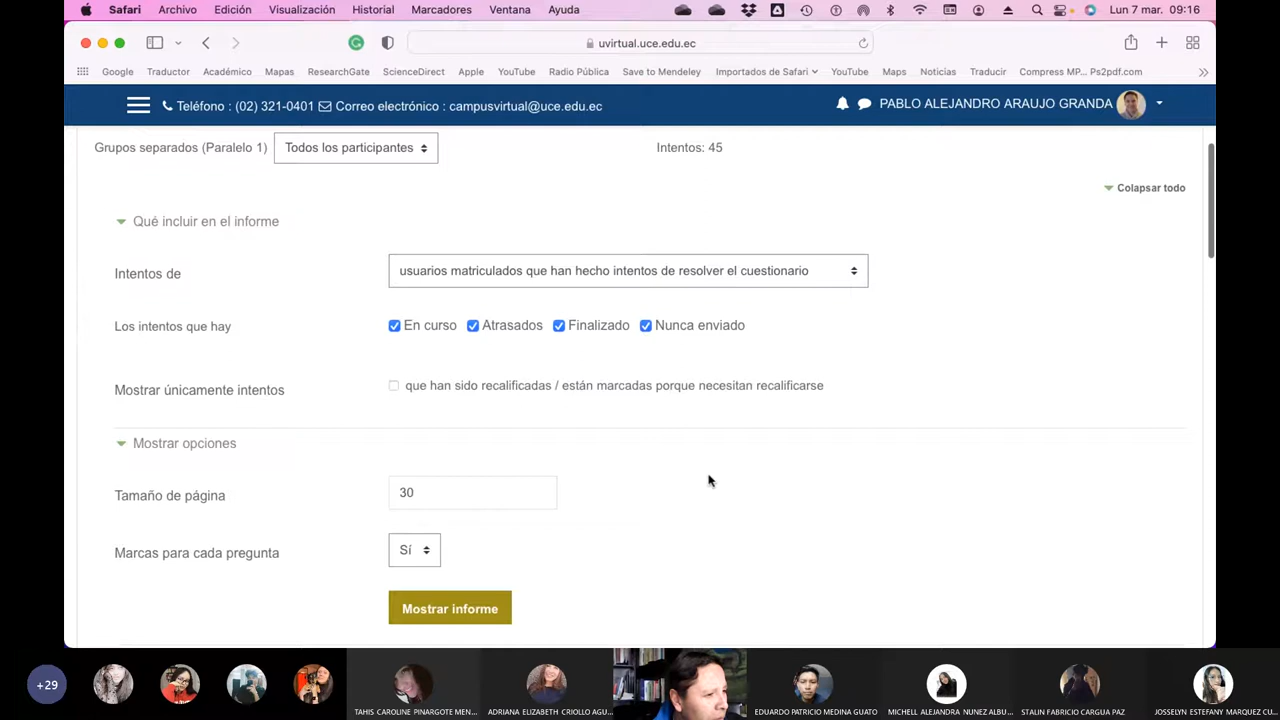 Safari Archivo Edición Visualización Historial Marcadores Ventana Ayuda Lun 7 mar. 09:16
uvirtual.uce.edu.ec
Google Traductor Académico Mapas ResearchGate ScienceDirect Apple YouTube Radio Pública Save to Mendeley Importados de Safari YouTube Maps Noticias Traducir Compress MP... Ps2pdf.com
Teléfono : (02) 321-0401 Correo electrónico : campusvirtual@uce.edu.ec PABLO ALEJANDRO ARAUJO GRANDA
Grupos separados (Paralelo 1) Todos los participantes Intentos: 45
Colapsar todo
Qué incluir en el informe
Intentos de usuarios matriculados que han hecho intentos de resolver el cuestionario
Los intentos que hay En curso Atrasados Finalizado Nunca enviado
Mostrar únicamente intentos que han sido recalificadas / están marcadas porque necesitan recalificarse
Mostrar opciones
Tamaño de página 30
Marcas para cada pregunta Sí
Mostrar informe
+29
TAHIS CAROLINE PINARGOTE MEN... ADRIANA ELIZABETH CRIOLLO AGU... EDUARDO PATRICIO MEDINA GUATO MICHELL ALEJANDRA NUNEZ ALBU... STALIN FABRICIO CARGUA PAZ JOSSELYN ESTEFANY MARQUEZ CU...